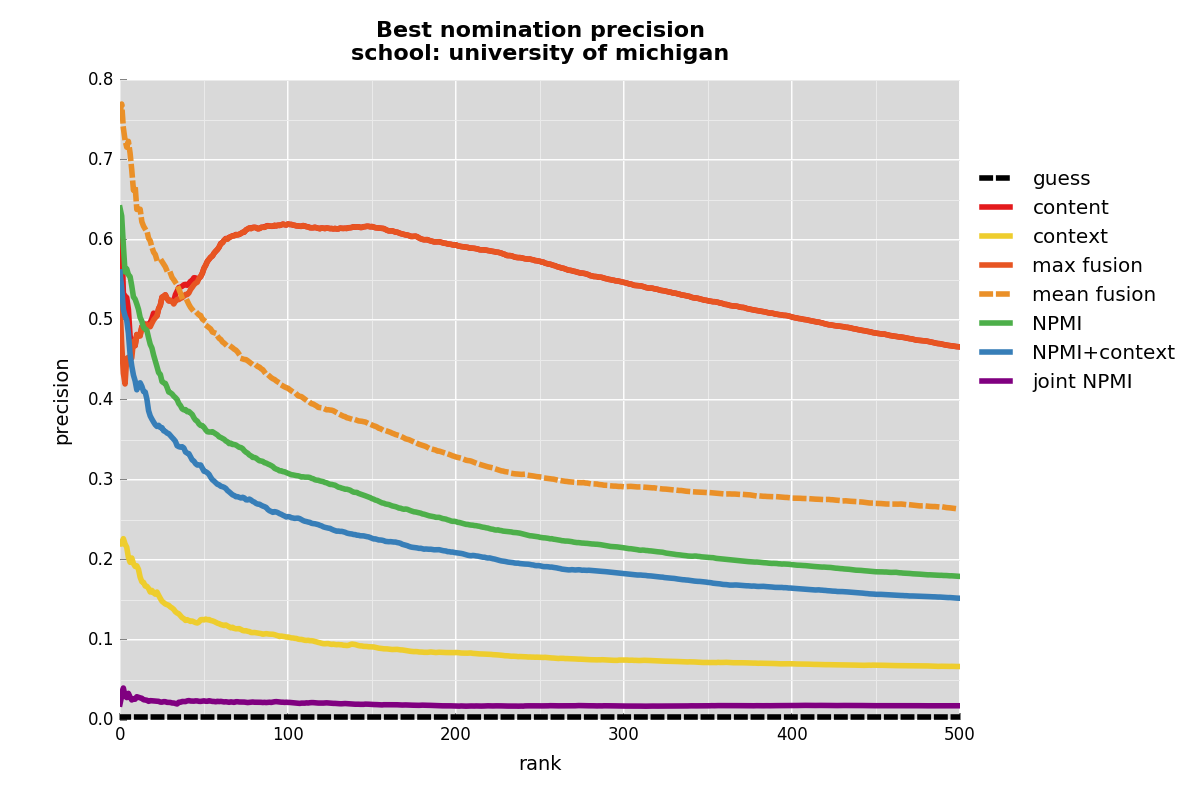 Best nomination precision
school: university of michigan
precision
0.8
0.7
0.6
0.5
0.4
0.3
0.2
0.1
0.0
0 100 200 300 400 500
rank
guess
content
context
max fusion
mean fusion
NPMI
NPMI+context
joint NPMI